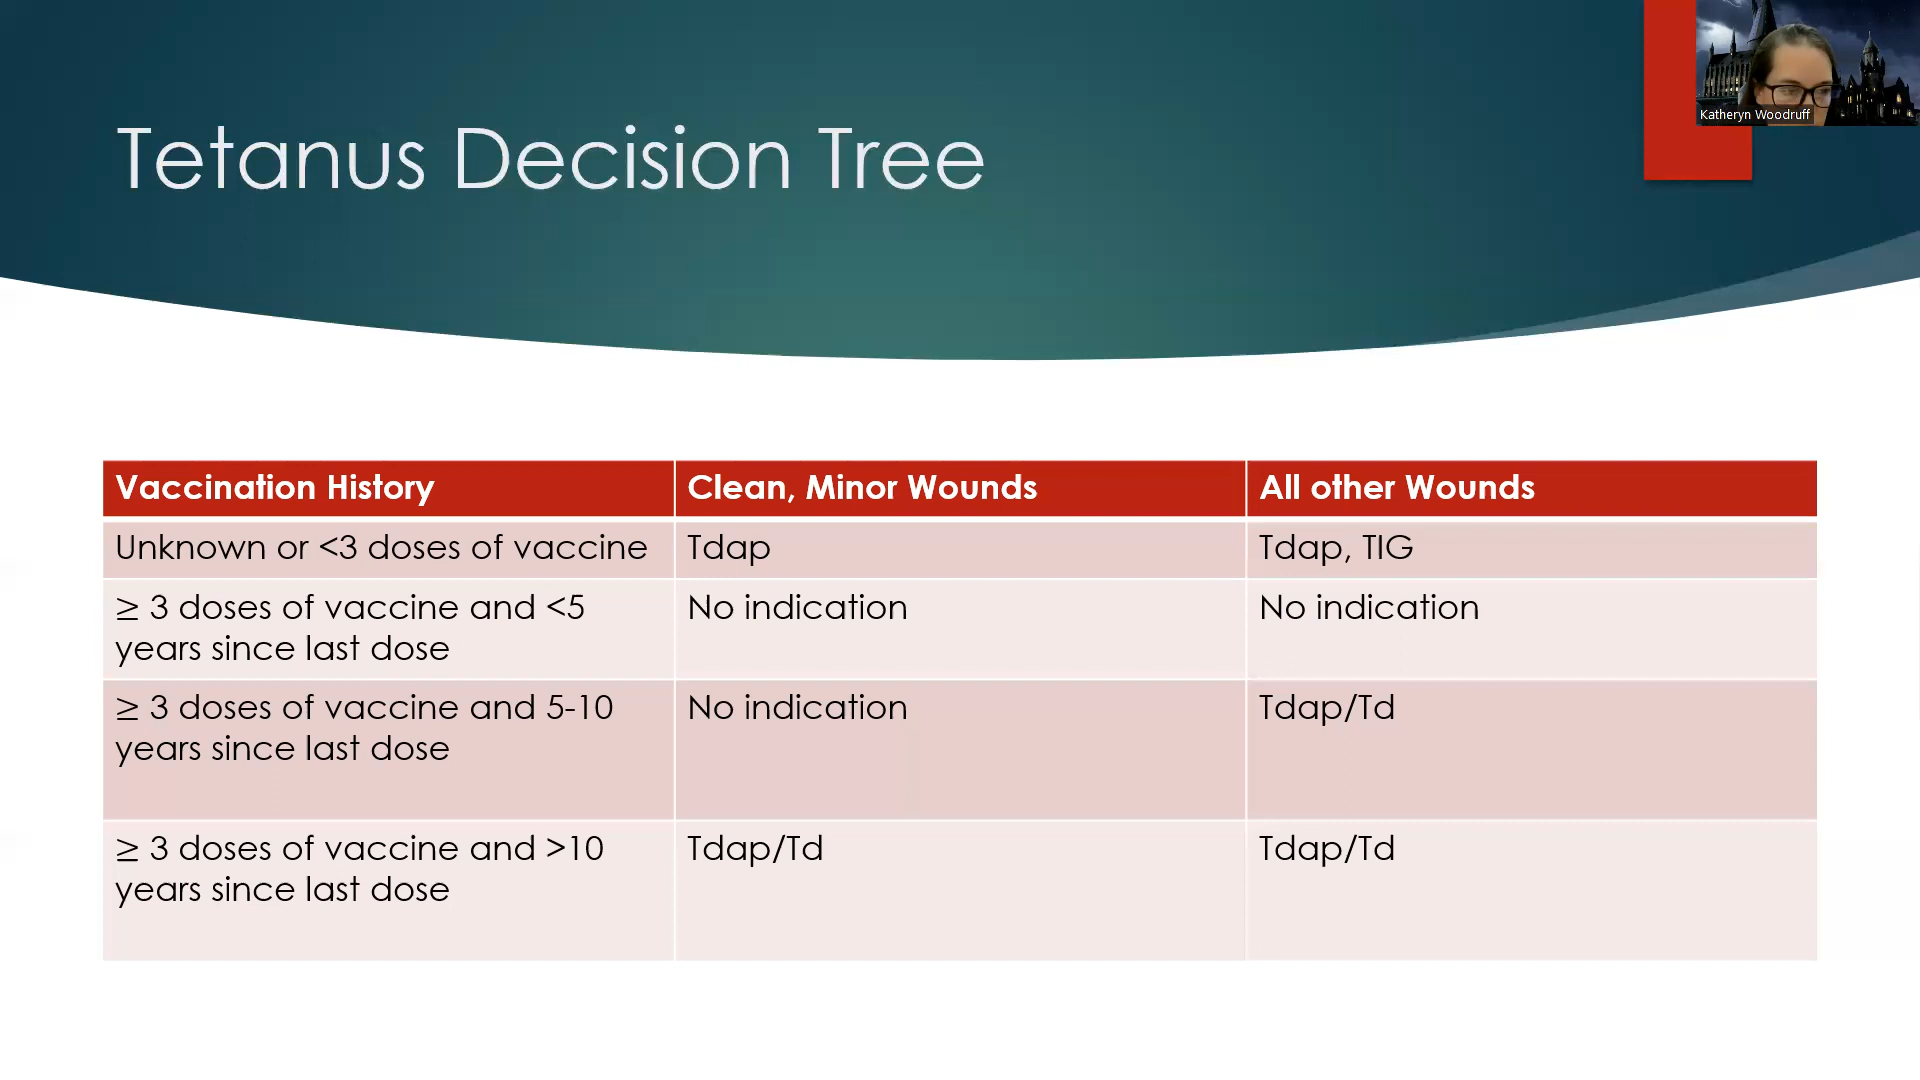 Katheryn Woodruff
Tetanus Decision Tree
Vaccination History
Clean, Minor Wounds
All other Wounds
Unknown or <3 doses of vaccine
Tdap
Tdap, TIG
≥ 3 doses of vaccine and <5
years since last dose
No indication
No indication
≥ 3 doses of vaccine and 5-10
years since last dose
No indication
Tdap/Td
≥ 3 doses of vaccine and >10
years since last dose
Tdap/Td
Tdap/Td